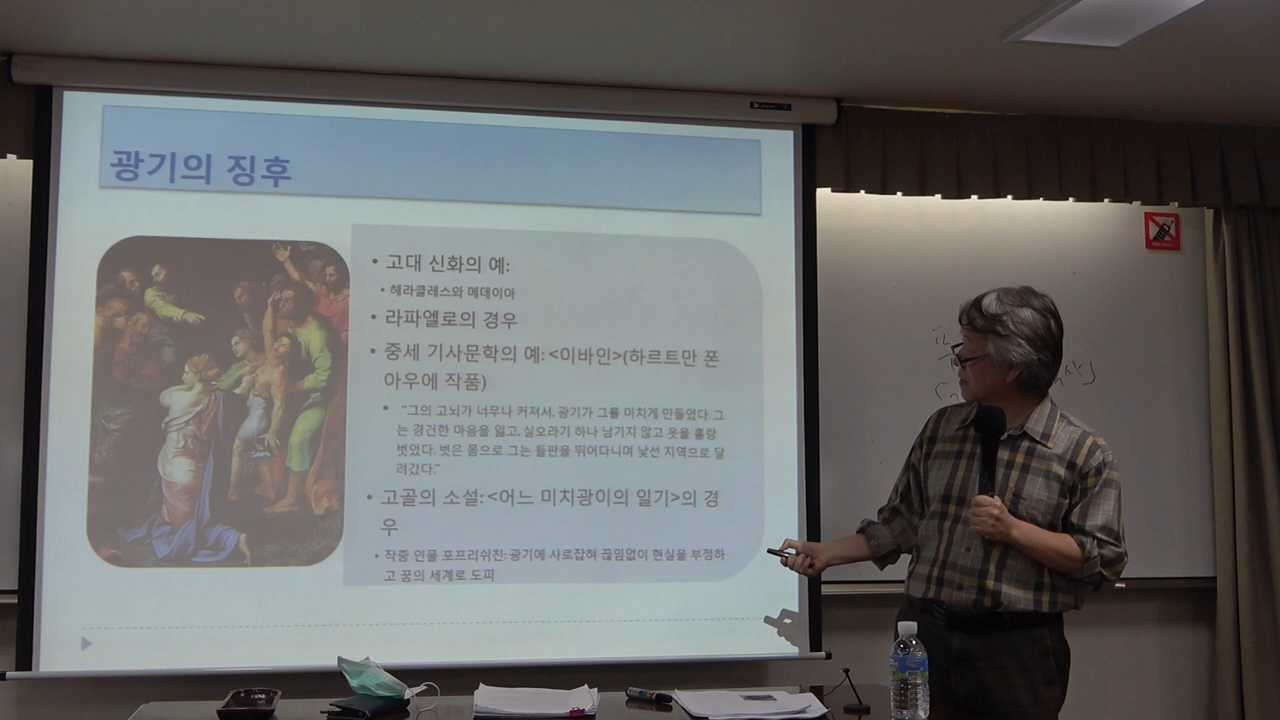 광기의 징후
• 고대 신화의 예:
• 헤라클레스와 메데이아
• 라파엘로의 경우
• 중세 기사문학의 예: <이바인>(하르트만 폰
아우에 작품)
• "그의 고뇌가 너무나 커져서, 광기가 그를 미치게 만들었다. 그
는 경건한 마음을 잃고, 실오라기 하나 남기지 않고 옷을 훌랑
벗었다. 벗은 몸으로 그는 들판을 뛰어다니며 낯선 지역으로 달
려갔다."
• 고골의 소설: <어느 미치광이의 일기>의 경
우
• 작중 인물 포프리쉬친: 광기에 사로잡혀 끊임없이 현실을 부정하
고 꿈의 세계로 도피